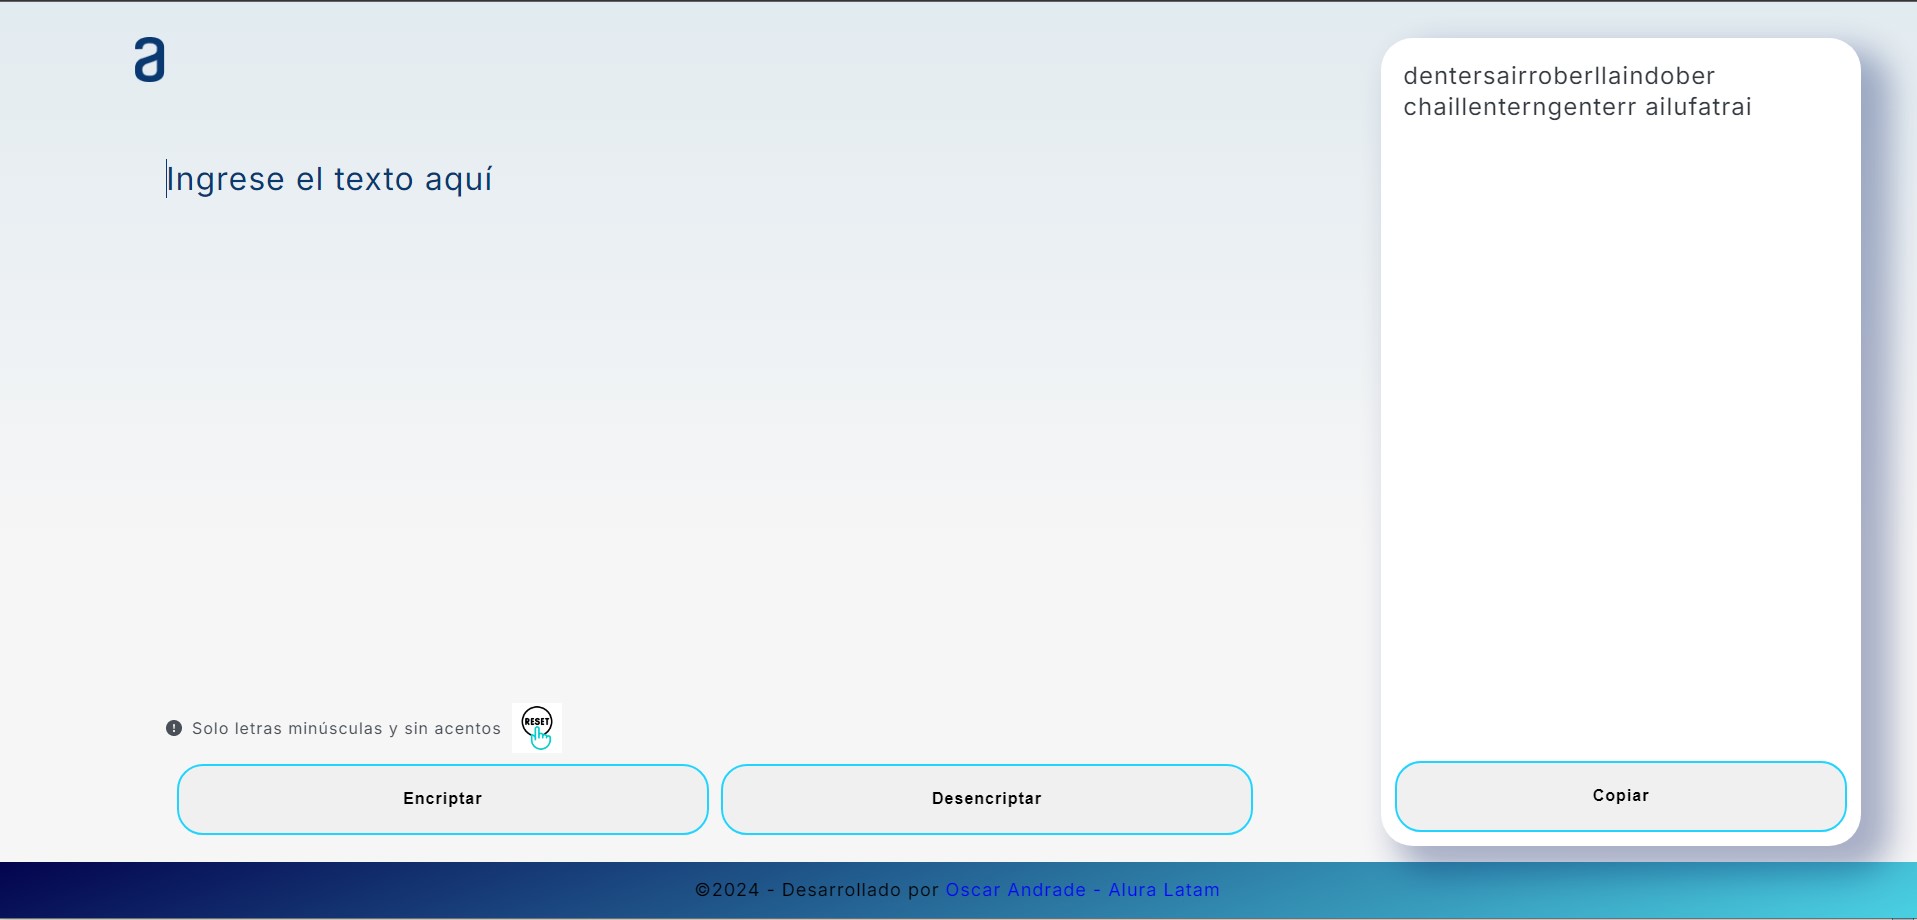 a
Ingrese el texto aquí
dentersairroberllaindober
chaillenterngenterr ailufatrai
Solo letras minúsculas y sin acentos
RESET
Encriptar
Desencriptar
Copiar
©2024 - Desarrollado por Oscar Andrade - Alura Latam